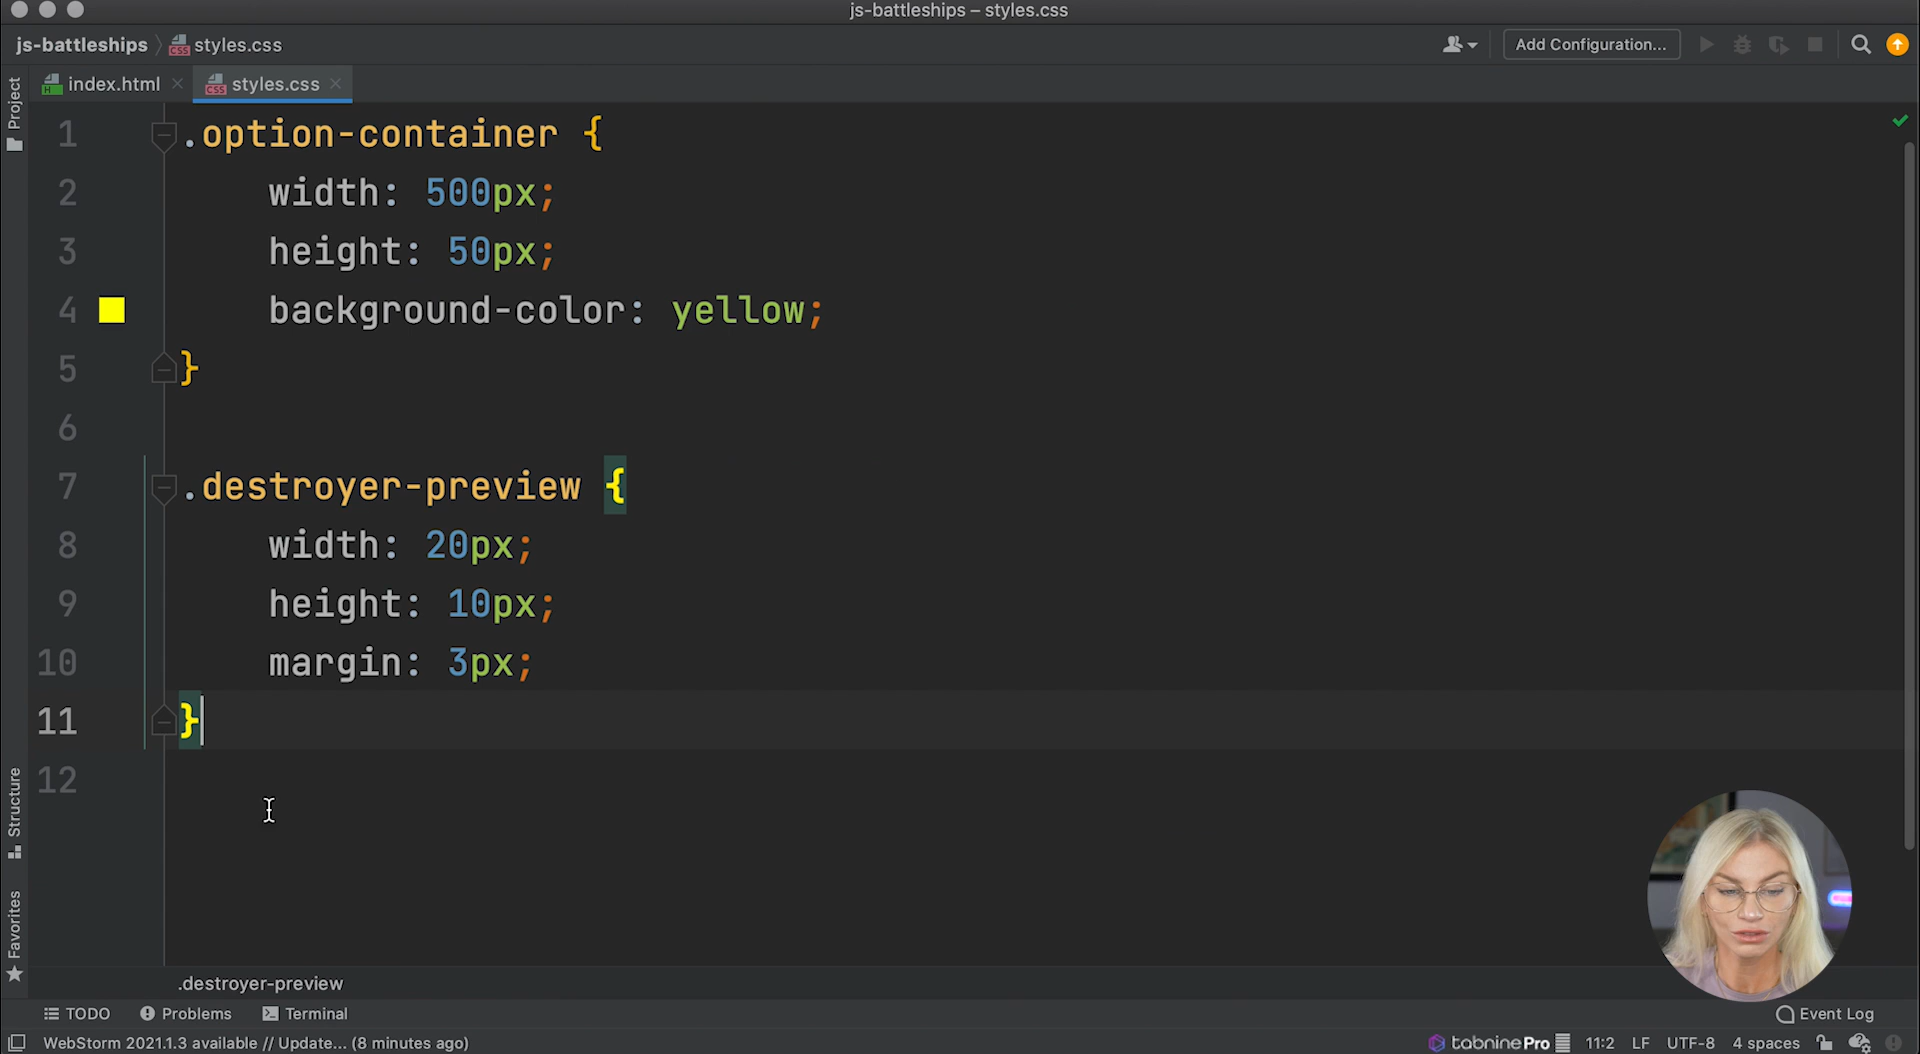 js-battleships – styles.css
js-battleships
styles.css
Add Configuration...
index.html
styles.css
Project
1 .option-container {
2 width: 500px;
3 height: 50px;
4 background-color: yellow;
5 }
6
7 .destroyer-preview {
8 width: 20px;
9 height: 10px;
10 margin: 3px;
11 }
12
Structure
Favorites
.destroyer-preview
TODO
Problems
Terminal
Event Log
WebStorm 2021.1.3 available // Update... (8 minutes ago)
tabnine Pro
11:2
LF
UTF-8
4 spaces